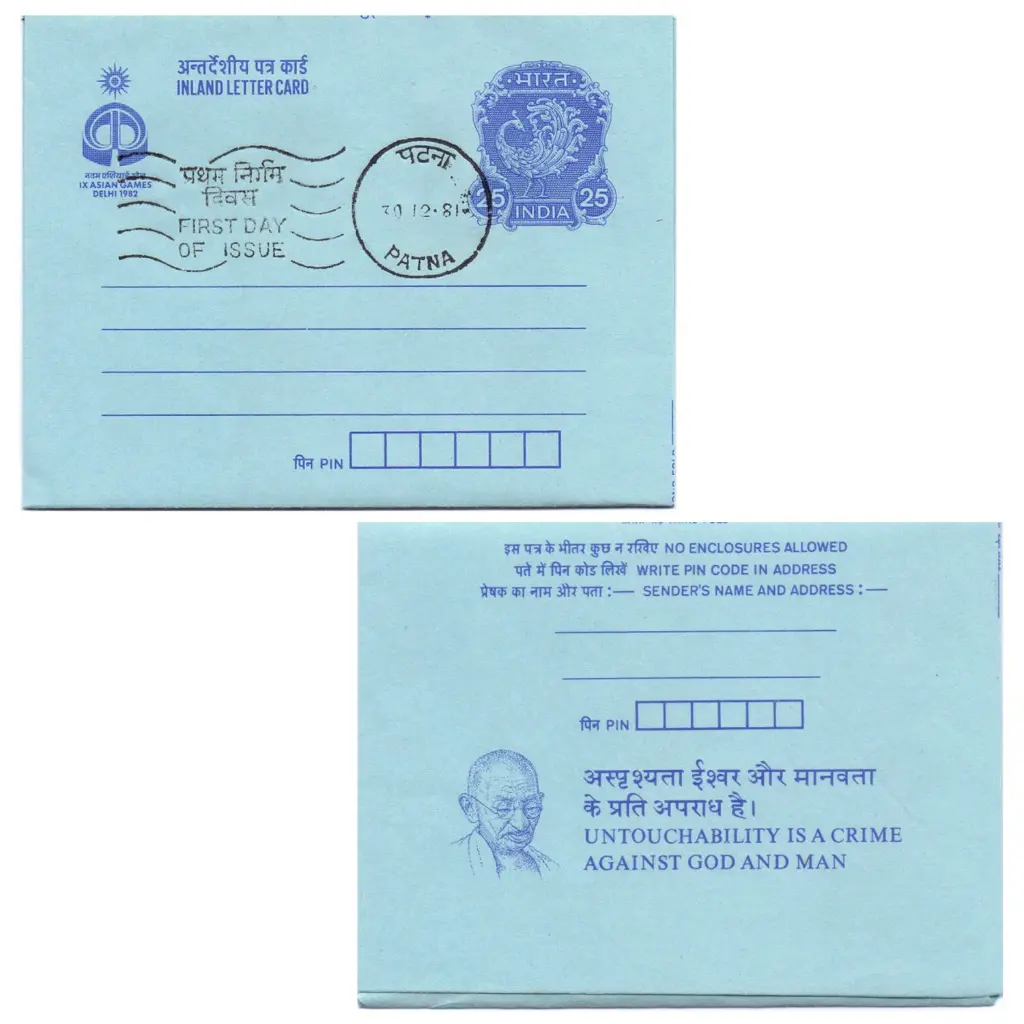 अन्तर्देशीय पत्र कार्ड
INLAND LETTER CARD
नवम एशियाई खेल
IX ASIAN GAMES
DELHI 1982
भारत
25 25
INDIA
प्रथम निर्गम
दिवस
FIRST DAY
OF ISSUE
पटना
30 12·81
PATNA
पिन PIN
इस पत्र के भीतर कुछ न रखिए NO ENCLOSURES ALLOWED
पते में पिन कोड लिखें WRITE PIN CODE IN ADDRESS
प्रेषक का नाम और पता :— SENDER'S NAME AND ADDRESS :—
पिन PIN
अस्पृश्यता ईश्वर और मानवता
के प्रति अपराध है।
UNTOUCHABILITY IS A CRIME
AGAINST GOD AND MAN